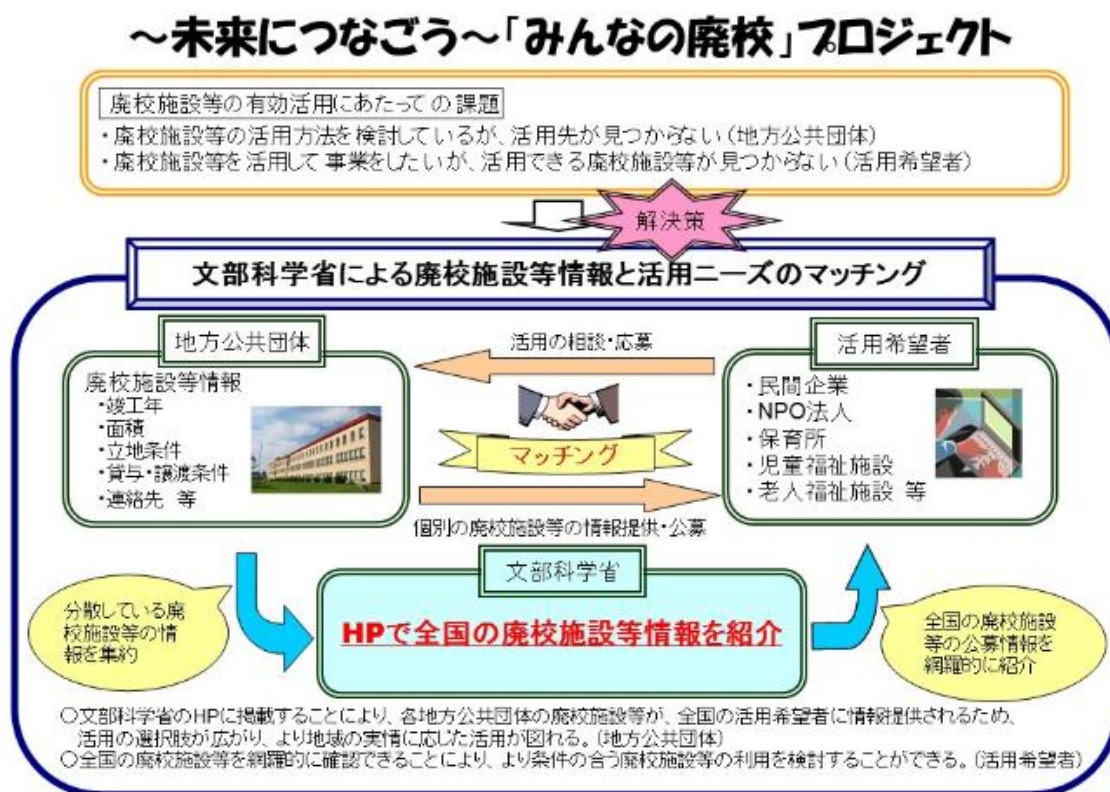 ～未来につなごう～「みんなの廃校」プロジェクト
廃校施設等の有効活用にあたっての課題
・廃校施設等の活用方法を検討しているが、活用先が見つからない（地方公共団体）
・廃校施設等を活用して事業をしたいが、活用できる廃校施設等が見つからない（活用希望者）
解決策
文部科学省による廃校施設等情報と活用ニーズのマッチング
地方公共団体
廃校施設等情報
・竣工年
・面積
・立地条件
・貸与・譲渡条件
・連絡先 等
活用の相談・応募
マッチング
個別の廃校施設等の情報提供・公募
活用希望者
・民間企業
・NPO法人
・保育所
・児童福祉施設
・老人福祉施設 等
文部科学省
HPで全国の廃校施設等情報を紹介
分散している廃
校施設等の情
報を集約
全国の廃校施設
等の公募情報を
網羅的に紹介
○文部科学省のHPに掲載することにより、各地方公共団体の廃校施設等が、全国の活用希望者に情報提供されるため、
活用の選択肢が広がり、より地域の実情に応じた活用が図れる。（地方公共団体）
○全国の廃校施設等を網羅的に確認できることにより、より条件の合う廃校施設等の利用を検討することができる。（活用希望者）